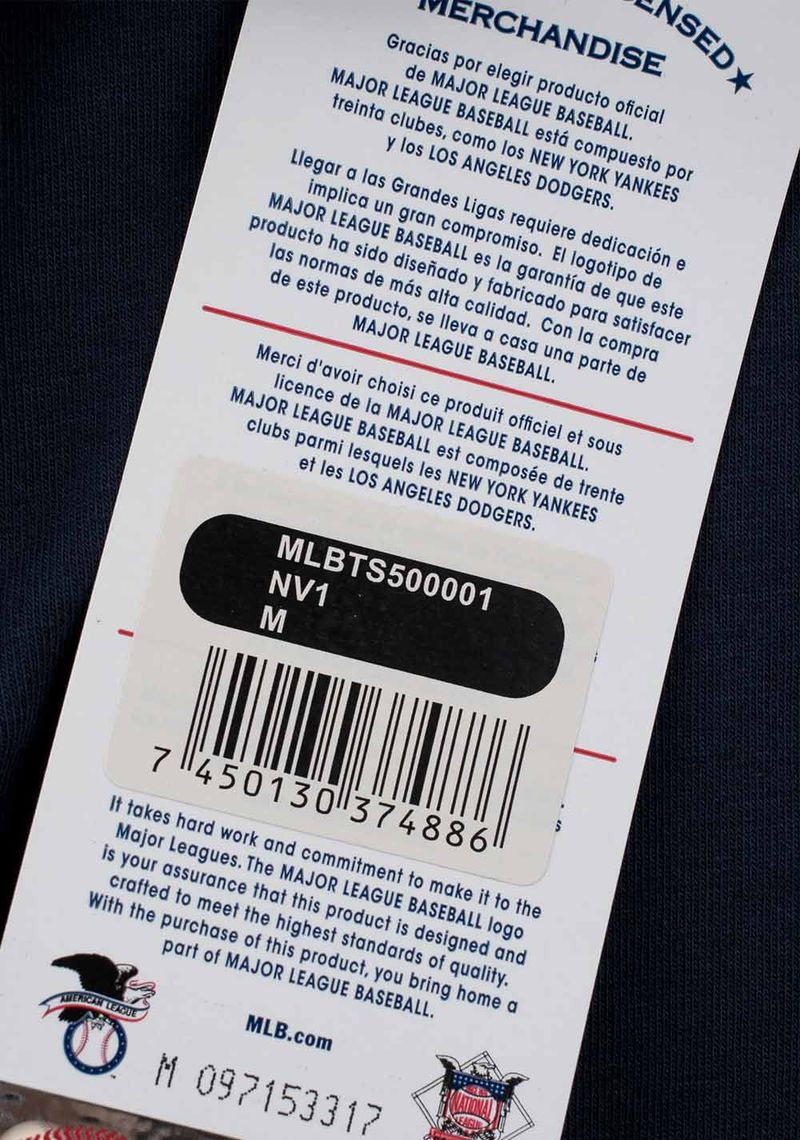 ENSED
MERCHANDISE
Gracias por elegir producto oficial
de MAJOR LEAGUE BASEBALL.
MAJOR LEAGUE BASEBALL está compuesto por
treinta clubes, como los NEW YORK YANKEES
y los LOS ANGELES DODGERS.
Llegar a las Grandes Ligas requiere dedicación e
implica un gran compromiso. El logotipo de
MAJOR LEAGUE BASEBALL es la garantía de que este
producto ha sido diseñado y fabricado para satisfacer
las normas de más alta calidad. Con la compra
de este producto, se lleva a casa una parte de
MAJOR LEAGUE BASEBALL.
Merci d'avoir choisi ce produit officiel et sous
licence de la MAJOR LEAGUE BASEBALL.
MAJOR LEAGUE BASEBALL est composée de trente
clubs parmi lesquels les NEW YORK YANKEES
et les LOS ANGELES DODGERS.
MLBTS500001
NV1
M
7 450130 374886
It takes hard work and commitment to make it to the
Major Leagues. The MAJOR LEAGUE BASEBALL logo
is your assurance that this product is designed and
crafted to meet the highest standards of quality.
With the purchase of this product, you bring home a
part of MAJOR LEAGUE BASEBALL.
AMERICAN LEAGUE
MLB.com
M 097153317
NATIONAL
LEAGUE